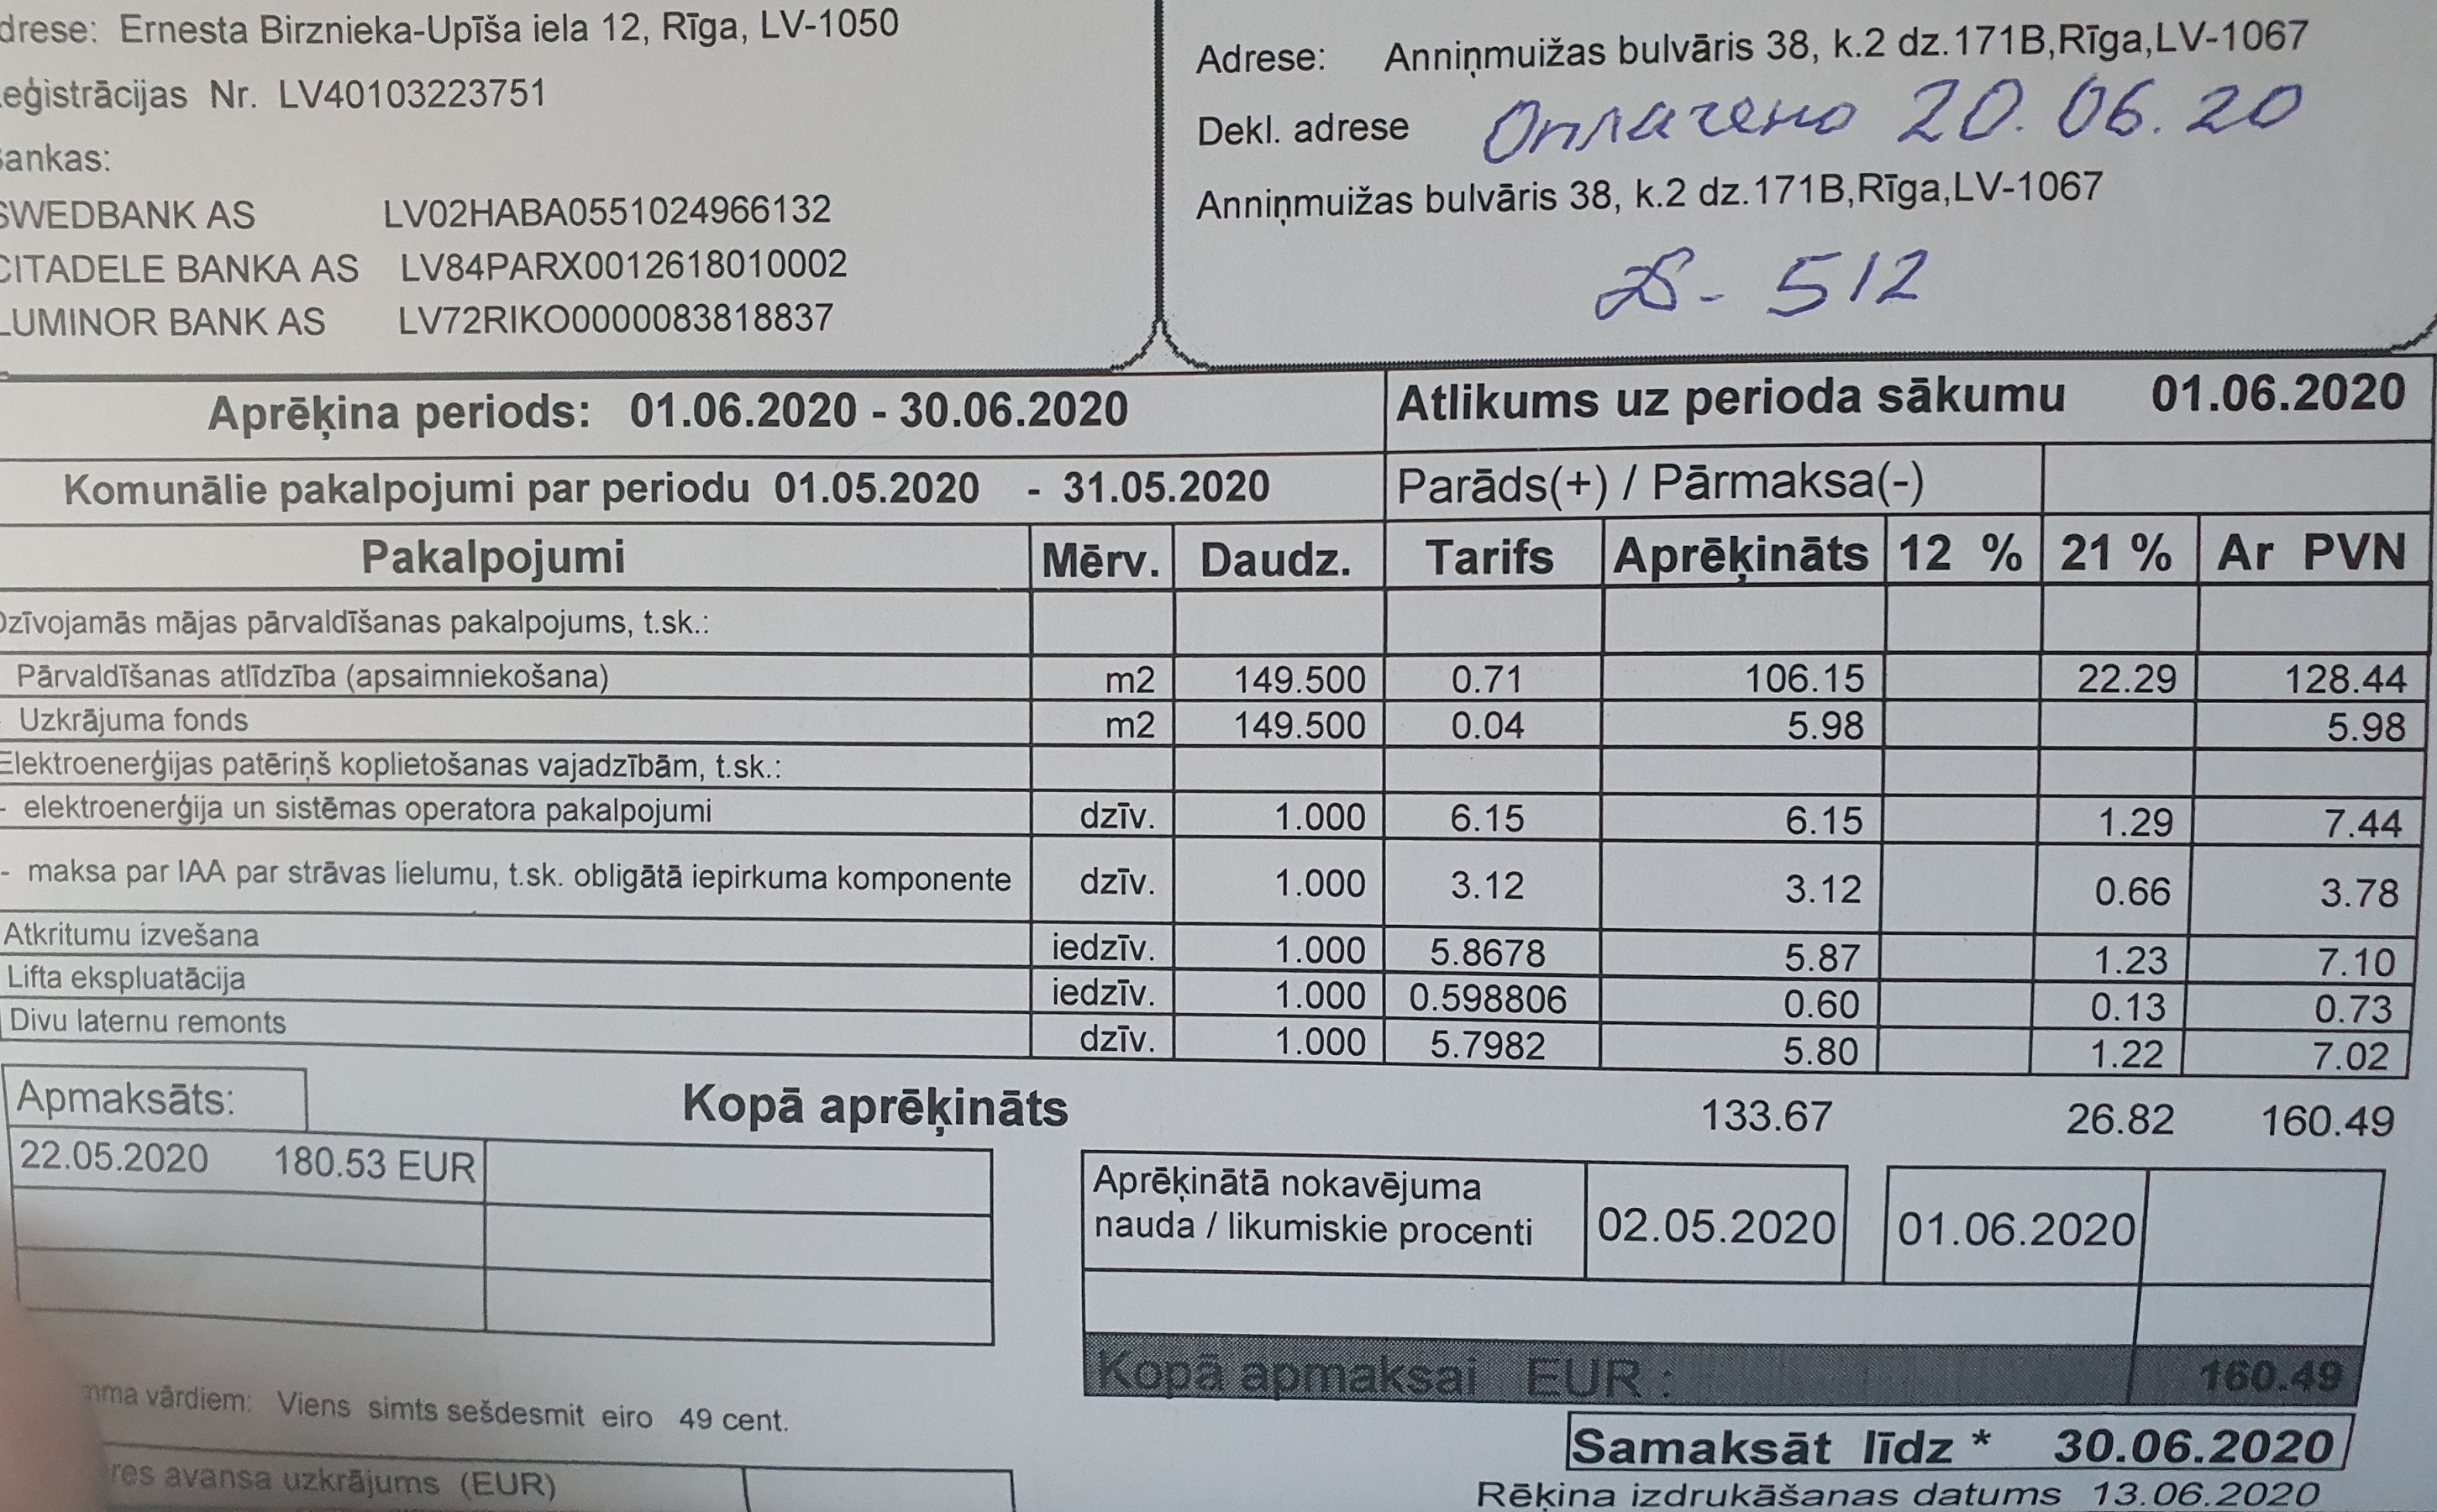 drese: Ernesta Birznieka-Upīša iela 12, Rīga, LV-1050
eģistrācijas Nr. LV40103223751
ankas:
SWEDBANK AS LV02HABA0551024966132
CITADELE BANKA AS LV84PARX0012618010002
LUMINOR BANK AS LV72RIKO0000083818837
Adrese: Anniņmuižas bulvāris 38, k.2 dz.171B,Rīga,LV-1067
Dekl. adrese Оплачено 20.06.20
Anniņmuižas bulvāris 38, k.2 dz.171B,Rīga,LV-1067
- 512
Aprēķina periods: 01.06.2020 - 30.06.2020 Atlikums uz perioda sākumu 01.06.2020
Komunālie pakalpojumi par periodu 01.05.2020 - 31.05.2020 Parāds(+) / Pārmaksa(-)
Pakalpojumi Mērv. Daudz. Tarifs Aprēķināts 12 % 21 % Ar PVN
Dzīvojamās mājas pārvaldīšanas pakalpojums, t.sk.:
Pārvaldīšanas atlīdzība (apsaimniekošana) m2 149.500 0.71 106.15 22.29 128.44
- Uzkrājuma fonds m2 149.500 0.04 5.98 5.98
Elektroenerģijas patēriņš koplietošanas vajadzībām, t.sk.:
- elektroenerģija un sistēmas operatora pakalpojumi dzīv. 1.000 6.15 6.15 1.29 7.44
- maksa par IAA par strāvas lielumu, t.sk. obligātā iepirkuma komponente dzīv. 1.000 3.12 3.12 0.66 3.78
Atkritumu izvešana iedzīv. 1.000 5.8678 5.87 1.23 7.10
Lifta ekspluatācija iedzīv. 1.000 0.598806 0.60 0.13 0.73
Divu laternu remonts dzīv. 1.000 5.7982 5.80 1.22 7.02
Kopā aprēķināts 133.67 26.82 160.49
Apmaksāts:
22.05.2020 180.53 EUR
Aprēķinātā nokavējuma
nauda / likumiskie procenti 02.05.2020 01.06.2020
Kopā apmaksai EUR : 160.49
mma vārdiem: Viens simts sešdesmit eiro 49 cent.
Samaksāt līdz * 30.06.2020
res avansa uzkrājums (EUR)
Rēķina izdrukāšanas datums 13.06.2020